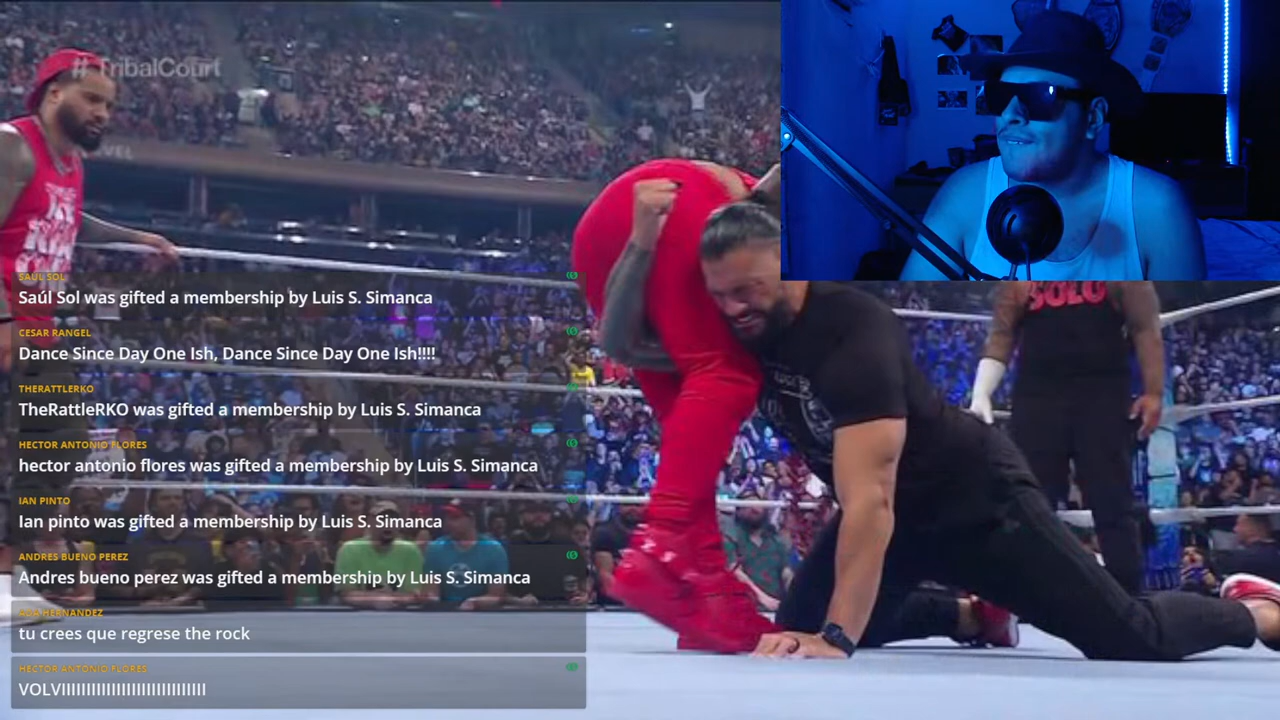 # TribalCourt
SAÚL SOL
Saúl Sol was gifted a membership by Luis S. Simanca
CESAR RANGEL
Dance Since Day One Ish, Dance Since Day One Ish!!!!
THERATTLERKO
TheRattleRKO was gifted a membership by Luis S. Simanca
HECTOR ANTONIO FLORES
hector antonio flores was gifted a membership by Luis S. Simanca
IAN PINTO
Ian pinto was gifted a membership by Luis S. Simanca
ANDRES BUENO PEREZ
Andres bueno perez was gifted a membership by Luis S. Simanca
HERNANDEZ
tu crees que regrese the rock
HECTOR ANTONIO FLORES
VOLVIIIIIIIIIIIIIIIIIIIIIIIIIIIII
SOLO